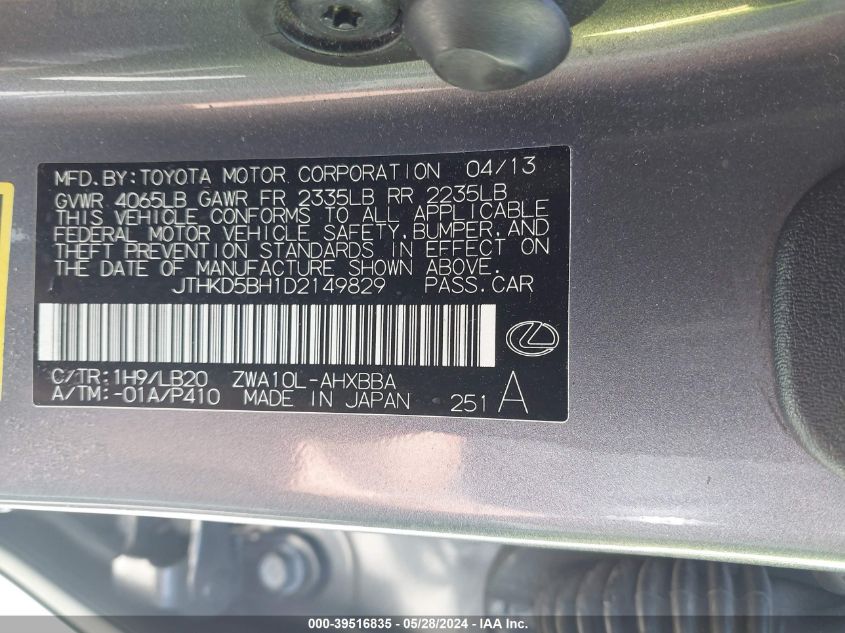 MFD.BY:TOYOTA MOTOR CORPORATION 04/13
GVWR 4065LB GAWR FR 2335LB RR 2235LB
THIS VEHICLE CONFORMS TO ALL APPLICABLE
FEDERAL MOTOR VEHICLE SAFETY, BUMPER, AND
THEFT PREVENTION STANDARDS IN EFFECT ON
THE DATE OF MANUFACTURE SHOWN ABOVE.
JTHKD5BH1D2149829 PASS.CAR
C/TR:1H9/LB20 ZWA10L-AHXBBA
A/TM:-01A/P410 MADE IN JAPAN 251 A
000-39516835 - 05/28/2024 - IAA Inc.